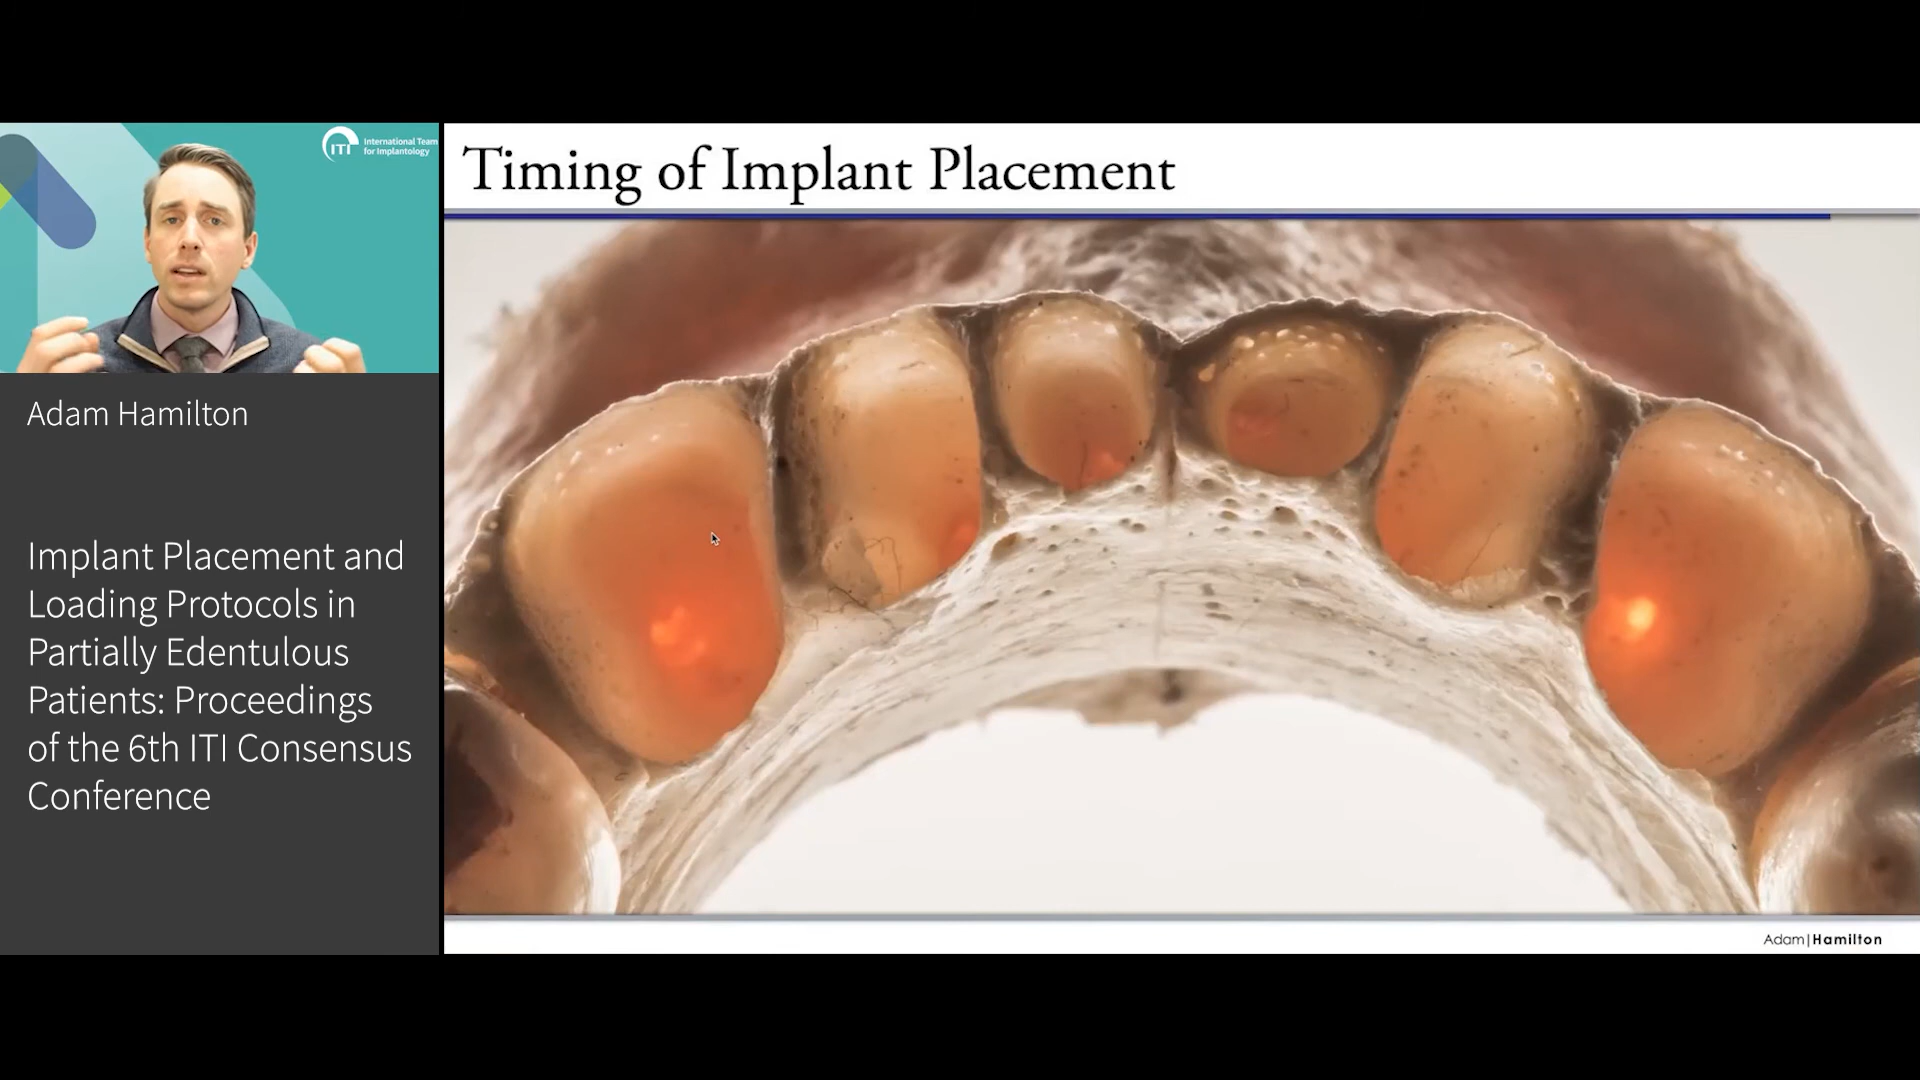 ITI
International Team
for Implantology
Timing of Implant Placement
Adam Hamilton
Implant Placement and
Loading Protocols in
Partially Edentulous
Patients: Proceedings
of the 6th ITI Consensus
Conference
Adam|Hamilton